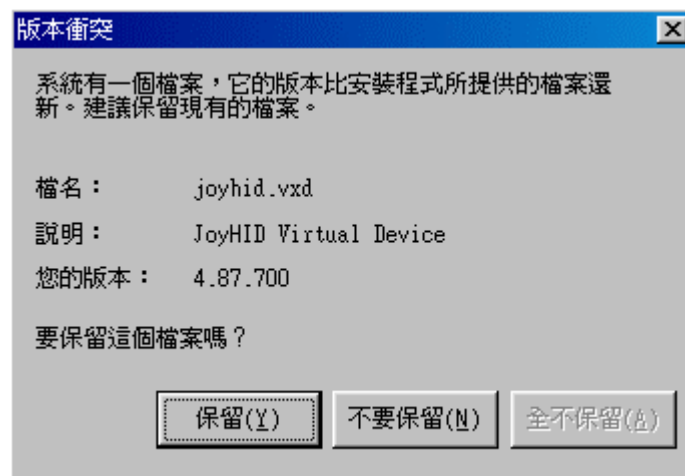 版本衝突
系統有一個檔案，它的版本比安裝程式所提供的檔案還
新。建議保留現有的檔案。
檔名： joyhid.vxd
說明： JoyHID Virtual Device
您的版本： 4.87.700
要保留這個檔案嗎？
保留(Y) 不要保留(N) 全不保留(A)